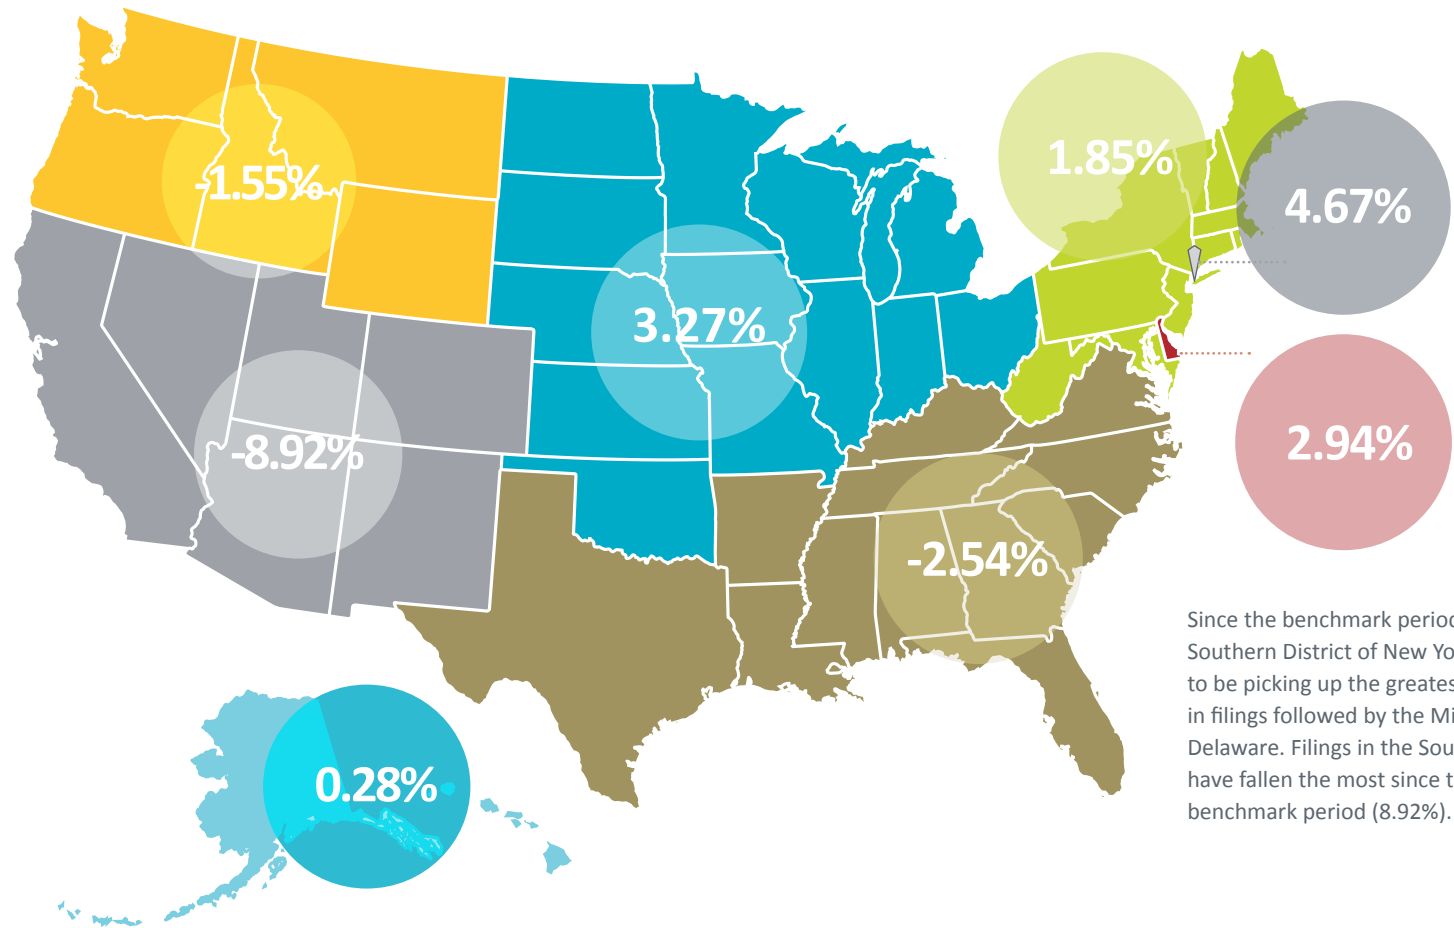 1.85%
-1.55%
4.67%
3.27%
2.94%
-8.92%
-2.54%
0.28%
Since the benchmark period
Southern District of New Yo
to be picking up the greates
in filings followed by the Mi
Delaware. Filings in the Sou
have fallen the most since t
benchmark period (8.92%).